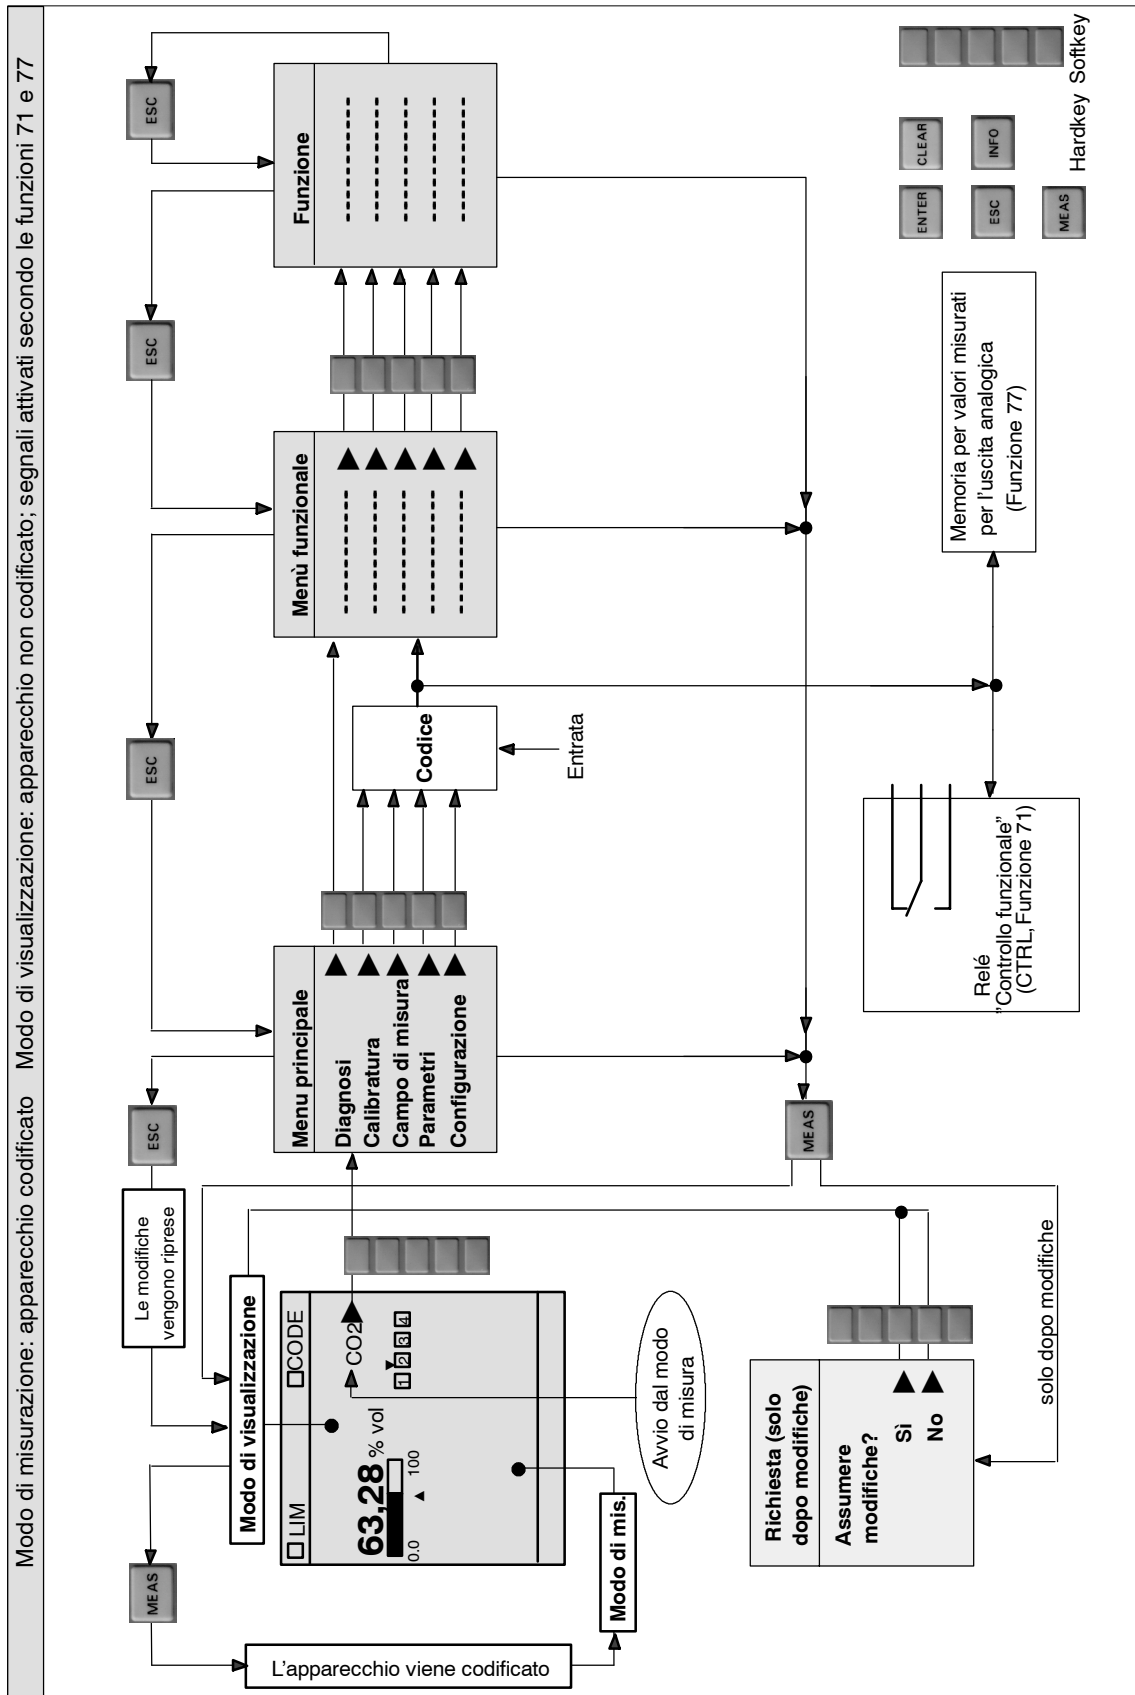 Modo di misurazione: apparecchio codificato Modo di visualizzazione: apparecchio non codificato; segnali attivati secondo le funzioni 71 e 77
MEAS
ESC
ESC
ESC
ESC
Le modifiche
vengono riprese
L'apparecchio viene codificato
Modo di visualizzazione
Modo di mis.
LIM
CODE
63,28 % vol
CO2
0.0
100
1 2 3 4
Avvio dal modo
di misura
Menu principale
Diagnosi
Calibratura
Campo di misura
Parametri
Configurazione
Codice
Entrata
Menù funzionale
Funzione
MEAS
solo dopo modifiche
Richiesta (solo
dopo modifiche)
Assumere
modifiche?
Sì
No
Relé
"Controllo funzionale”
(CTRL, Funzione 71)
Memoria per valori misurati
per l'uscita analogica
(Funzione 77)
ENTER
CLEAR
ESC
INFO
MEAS
Hardkey Softkey